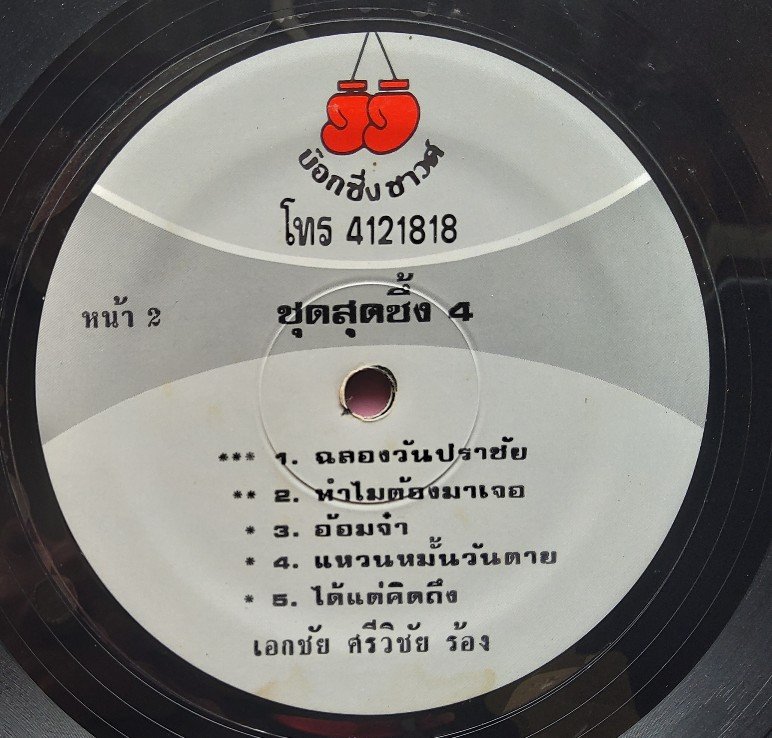 บ๊อกซิ่งซาวด์
โทร 4121818
หน้า 2
ชุดสุดซึ้ง 4
*** 1. ฉลองวันปราชัย
** 2. ทำไมต้องมาเจอ
* 3. อ้อมจ๋า
* 4. แหวนหมั้นวันตาย
* 5. ได้แต่คิดถึง
เอกชัย ศรีวิชัย ร้อง